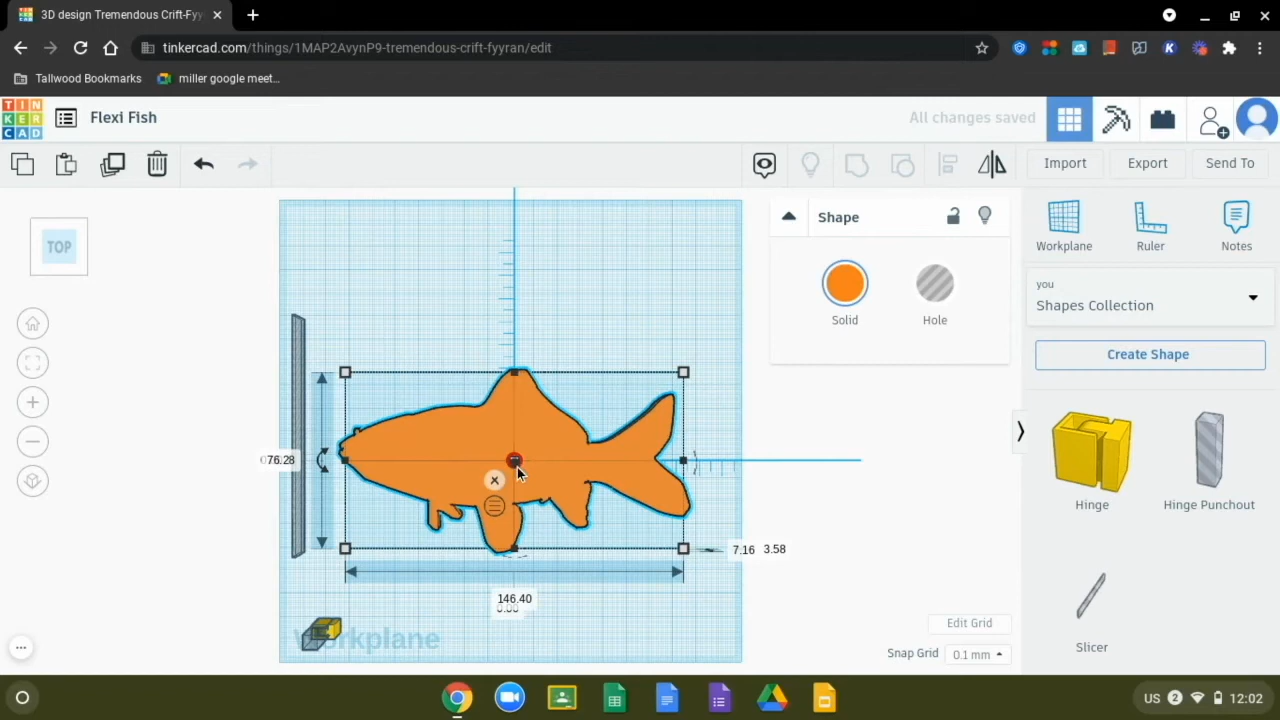 3D design Tremendous Crift-Fyy
tinkercad.com/things/1MAP2AvynP9-tremendous-crift-fyyran/edit
K
Tallwood Bookmarks
miller google meet...
TIN
KER
CAD
Flexi Fish
All changes saved
Import
Export
Send To
TOP
Shape
Solid
Hole
Workplane
Ruler
Notes
you
Shapes Collection
Create Shape
76.28
7.16
3.58
146.40
0.00
Hinge
Hinge Punchout
Slicer
Workplane
Edit Grid
Snap Grid
0.1 mm
US
2
12:02